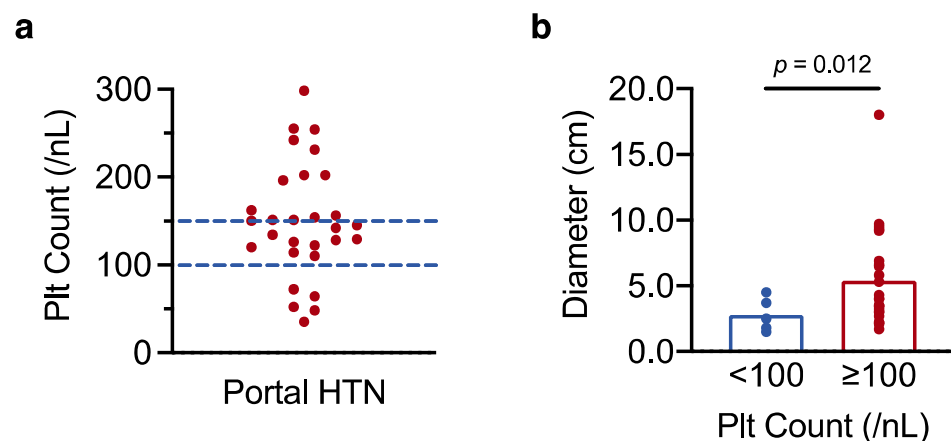 a
Plt Count (/nL)
300
200
100
0
Portal HTN
b
p = 0.012
Diameter (cm)
20.0
15.0
10.0
5.0
0.0
<100 ≥100
Plt Count (/nL)